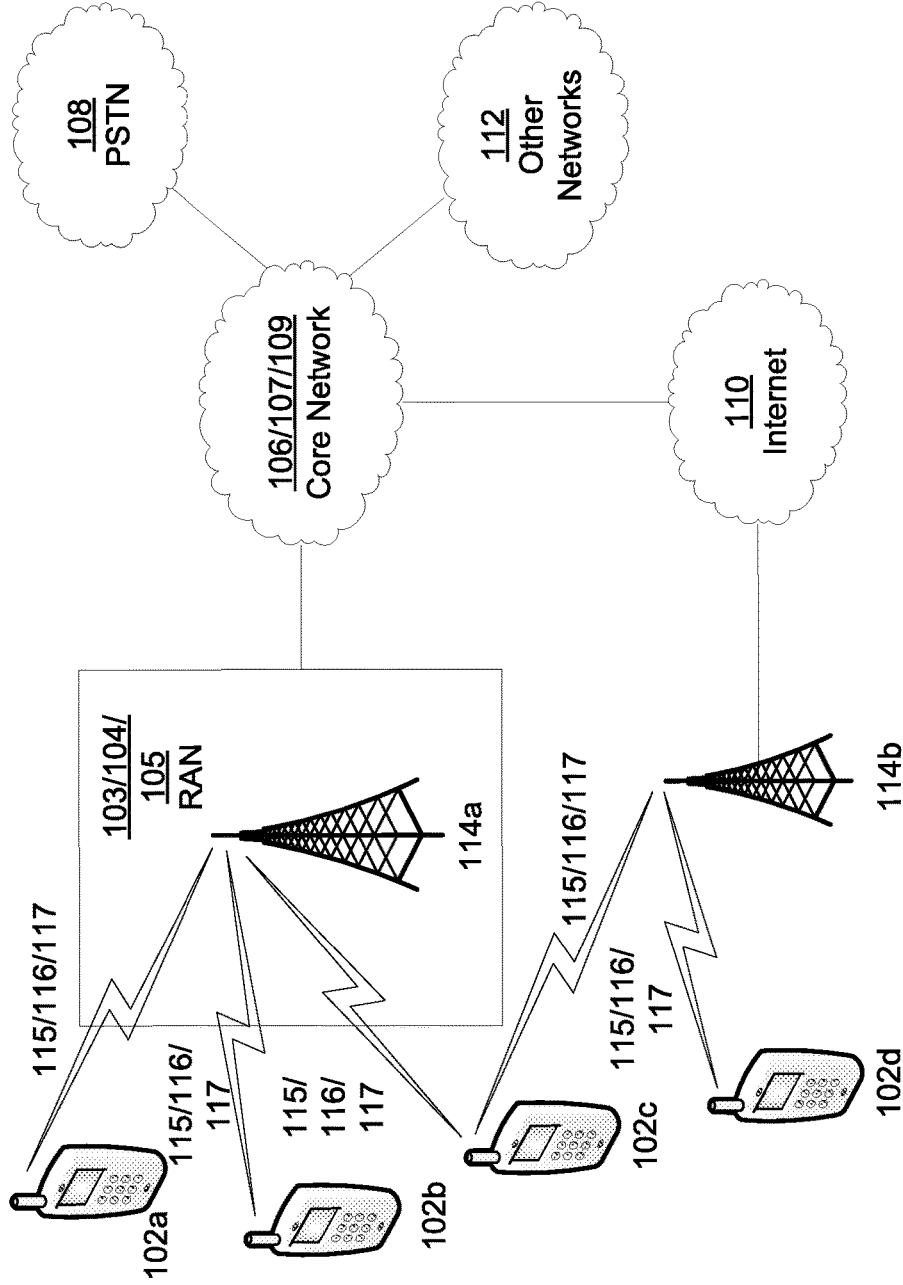 108
PSTN
106/107/109
Core Network
112
Other
Networks
103/104/
105
RAN
114a
110
Internet
115/116/117
115/116/
117
115/
116/
117
115/116/117
115/116/
117
114b
102a
102b
102c
102d